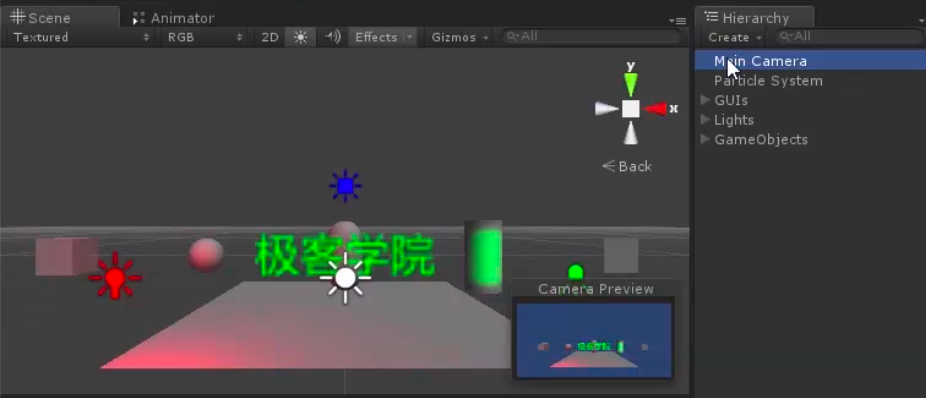 Scene
Animator
Textured
RGB
2D
Effects
Gizmos
All
y
x
Back
极客学院
Camera Preview
Hierarchy
Create
All
Main Camera
Particle System
GUIs
Lights
GameObjects